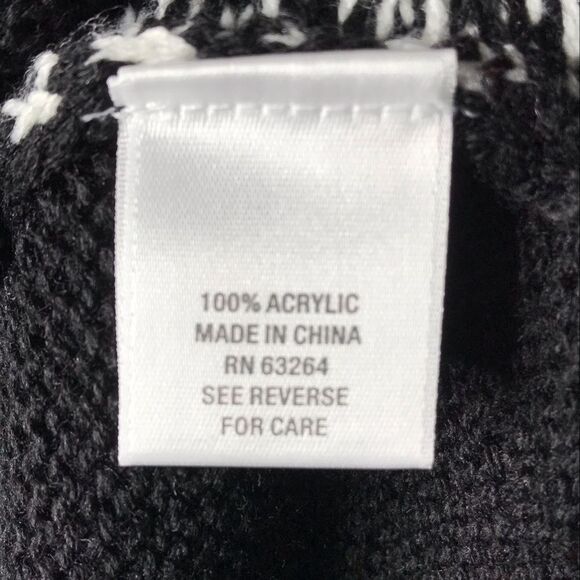 100% ACRYLIC
MADE IN CHINA
RN 63264
SEE REVERSE
FOR CARE